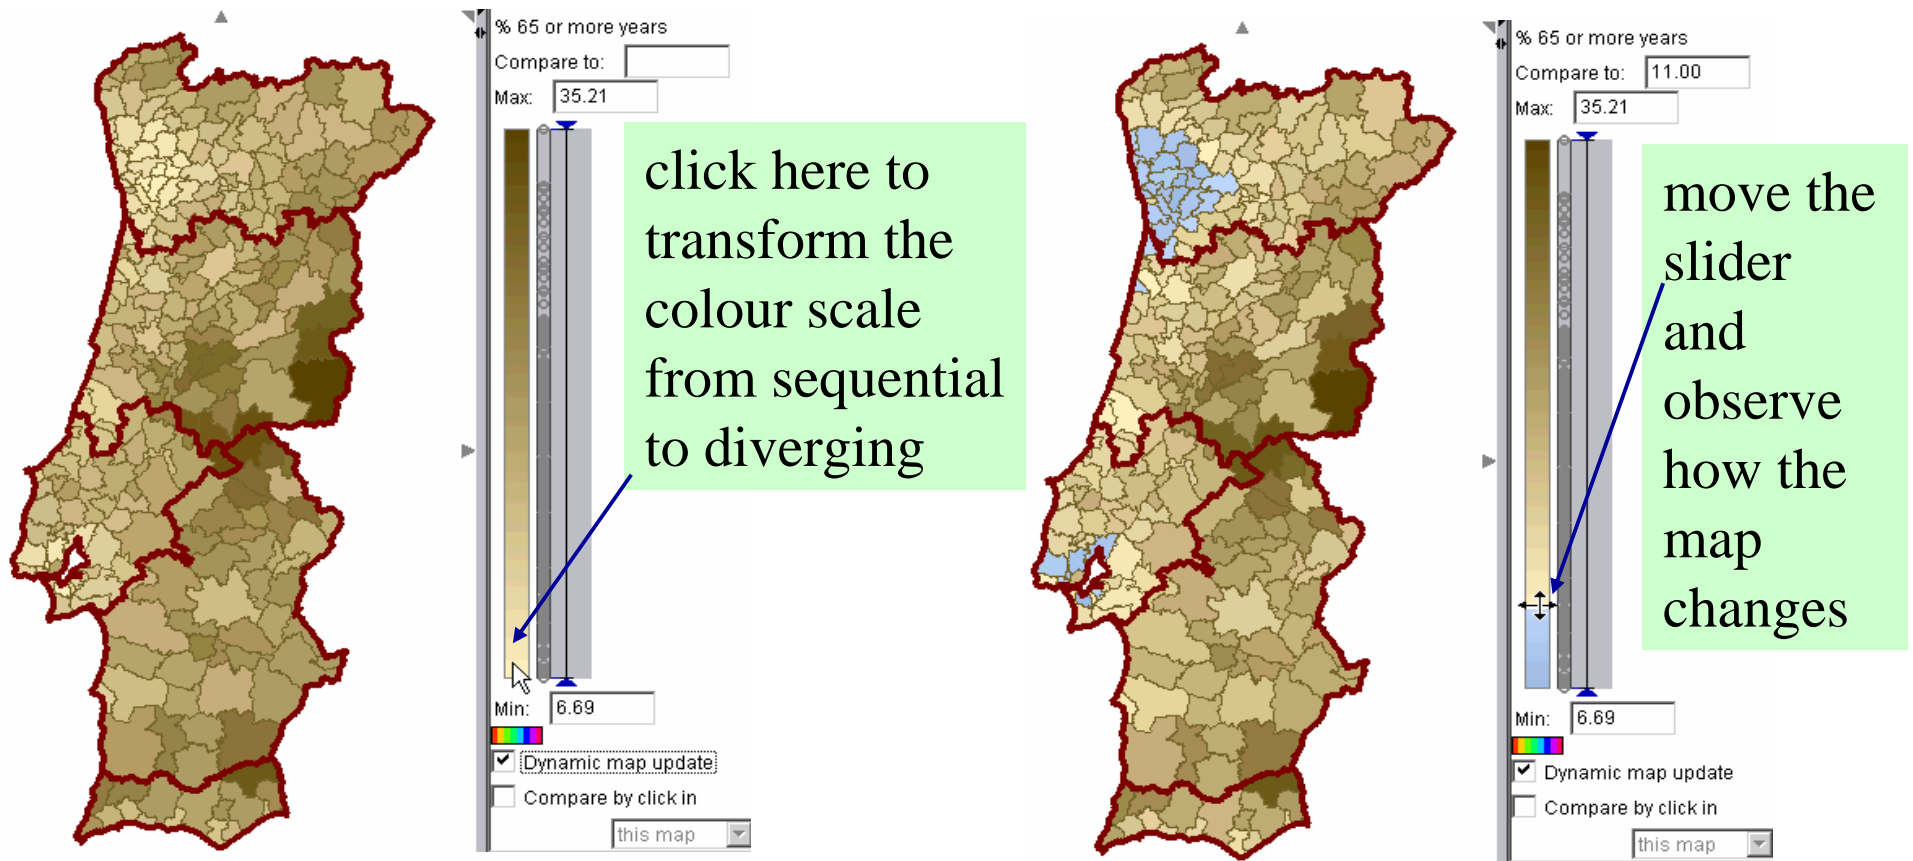 % 65 or more years
Compare to:
Max: 35.21
click here to
transform the
colour scale
from sequential
to diverging
Min: 6.69
Dynamic map update
Compare by click in
this map
% 65 or more years
Compare to: 11.00
Max: 35.21
move the
slider
and
observe
how the
map
changes
Min: 6.69
Dynamic map update
Compare by click in
this map